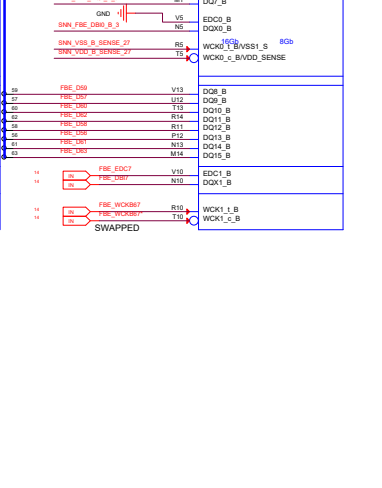 DQ7_B
GND V5 EDC0_B
SNN_FBE_DBI0_B_3 N5 DQX0_B
16Gb 8Gb
SNN_VSS_B_SENSE_27 R5 WCK0_t_B/VSS1_S
SNN_VDD_B_SENSE_27 T5 WCK0_c_B/VDD_SENSE
59 FBE_D59 V13 DQ8_B
57 FBE_D57 U12 DQ9_B
60 FBE_D60 T13 DQ10_B
62 FBE_D62 R14 DQ11_B
58 FBE_D58 R11 DQ12_B
56 FBE_D56 P12 DQ13_B
61 FBE_D61 N13 DQ14_B
63 FBE_D63 M14 DQ15_B
14 IN FBE_EDC7 V10 EDC1_B
14 IN FBE_DBI7 N10 DQX1_B
14 IN FBE_WCKB67 R10 WCK1_t_B
14 IN FBE_WCKB67* T10 WCK1_c_B
SWAPPED